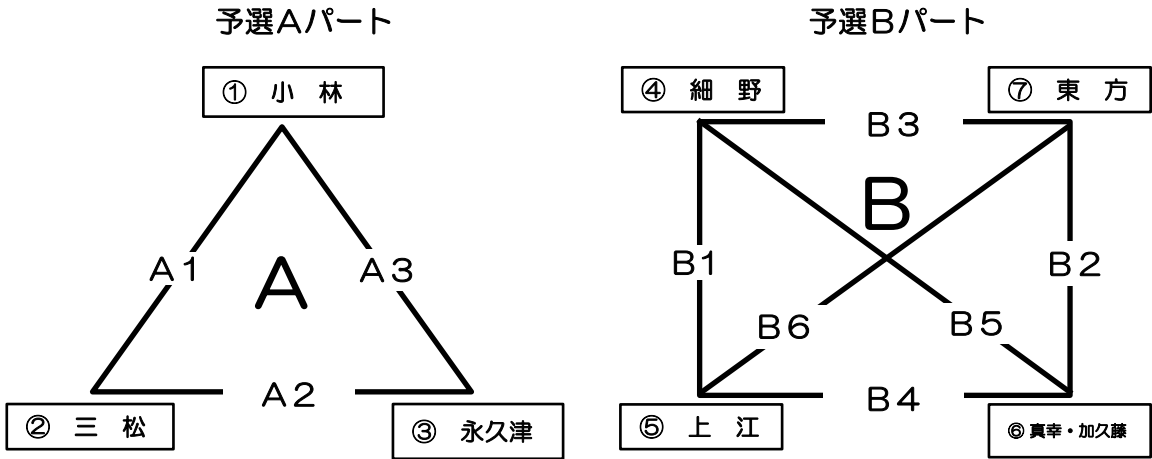 予選Aパート
① 小 林
A1
A
A3
A2
② 三 松
③ 永久津
予選Bパート
④ 細 野
⑦ 東 方
B3
B
B1
B2
B6
B5
B4
⑤ 上 江
⑥ 真幸・加久藤